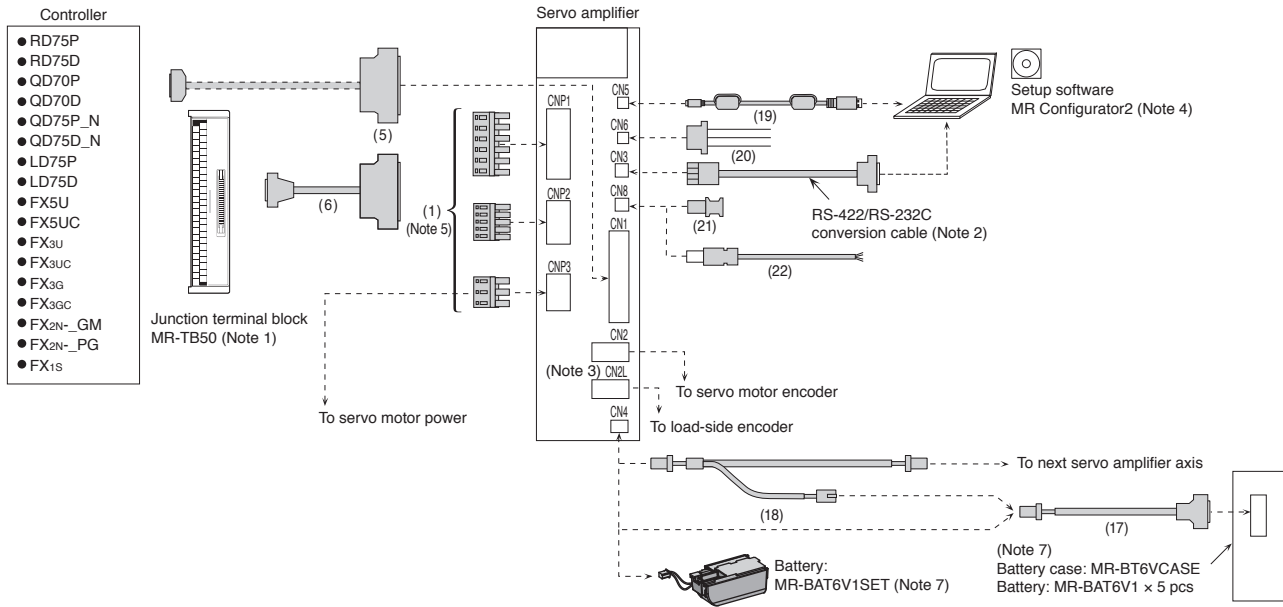 Controller
● RD75P
● RD75D
● QD70P
● QD70D
● QD75P_N
● QD75D_N
● LD75P
● LD75D
● FX5U
● FX5UC
● FX3U
● FX3UC
● FX3G
● FX3GC
● FX2N-_GM
● FX2N-_PG
● FX1S
(5)
(6)
Junction terminal block
MR-TB50 (Note 1)
(1)
(Note 5)
To servo motor power
Servo amplifier
CNP1
CNP2
CNP3
CN5
CN6
CN3
CN8
CN1
CN2
(Note 3)
CN2L
CN4
(19)
(20)
(21)
(22)
Setup software
MR Configurator2 (Note 4)
RS-422/RS-232C
conversion cable (Note 2)
To servo motor encoder
To load-side encoder
To next servo amplifier axis
(18)
(17)
Battery:
MR-BAT6V1SET (Note 7)
(Note 7)
Battery case: MR-BT6VCASE
Battery: MR-BAT6V1 × 5 pcs